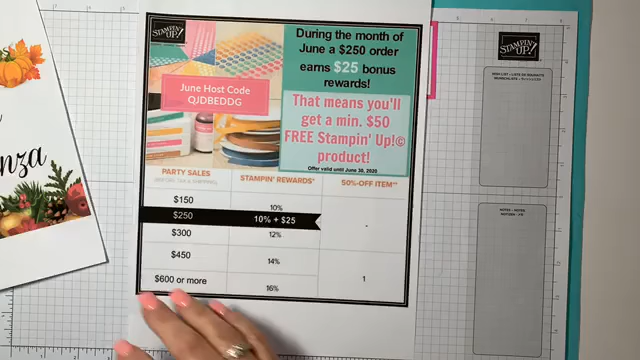 STAMPIN' UP!
During the month of
June a $250 order
earns $25 bonus
rewards!
June Host Code
QJDBEDDG
That means you'll
get a min. $50
FREE Stampin' Up!©
product!
Offer valid until June 30, 2020
PARTY SALES
(BEFORE TAX & SHIPPING)
STAMPIN' REWARDS*
50%-OFF ITEM**
$150
10%
$250
10% + $25
-
$300
12%
$450
14%
$600 or more
16%
1
nza
STAMPIN' UP!